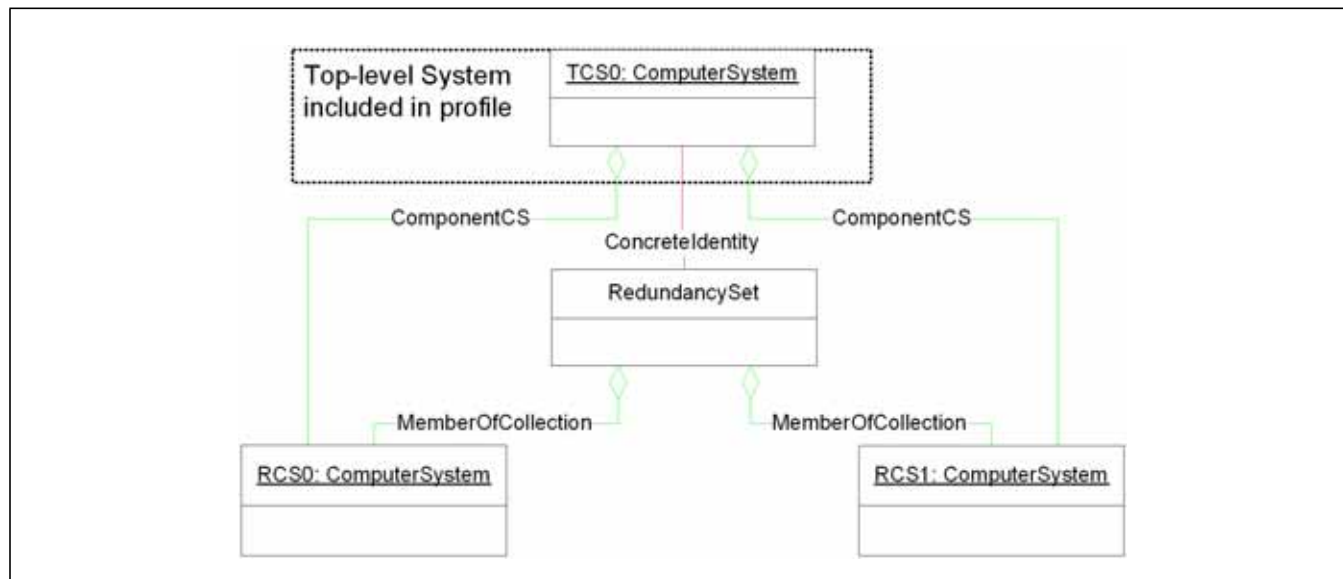 Top-level System
included in profile
TCS0: ComputerSystem
ComponentCS
ComponentCS
ConcreteIdentity
RedundancySet
MemberOfCollection
MemberOfCollection
RCS0: ComputerSystem
RCS1: ComputerSystem